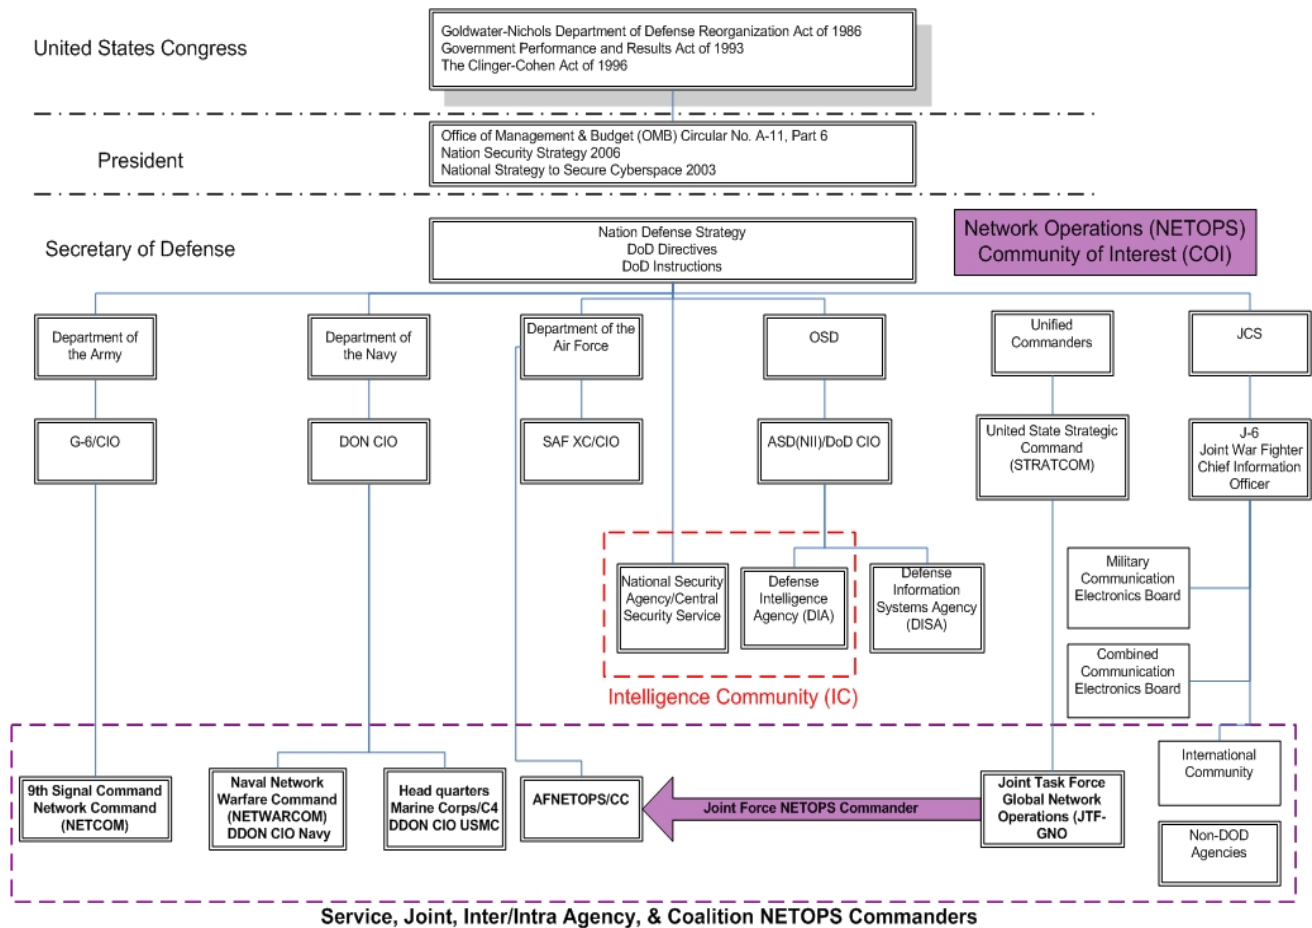 United States Congress
Goldwater-Nichols Department of Defense Reorganization Act of 1986
Government Performance and Results Act of 1993
The Clinger-Cohen Act of 1996
President
Office of Management & Budget (OMB) Circular No. A-11, Part 6
Nation Security Strategy 2006
National Strategy to Secure Cyberspace 2003
Secretary of Defense
Nation Defense Strategy
DoD Directives
DoD Instructions
Network Operations (NETOPS)
Community of Interest (COI)
Department of
the Army
Department of
the Navy
Department of the
Air Force
OSD
Unified
Commanders
JCS
G-6/CIO
DON CIO
SAF XC/CIO
ASD(NII)/DoD CIO
United State Strategic
Command
(STRATCOM)
J-6
Joint War Fighter
Chief Information
Officer
National Security
Agency/Central
Security Service
Defense
Intelligence
Agency (DIA)
Defense
Information
Systems Agency
(DISA)
Military
Communication
Electronics Board
Combined
Communication
Electronics Board
Intelligence Community (IC)
9th Signal Command
Network Command
(NETCOM)
Naval Network
Warfare Command
(NETWARCOM)
DDON CIO Navy
Head quarters
Marine Corps/C4
DDON CIO USMC
AFNETOPS/CC
Joint Force NETOPS Commander
Joint Task Force
Global Network
Operations (JTF-
GNO
International
Community
Non-DOD
Agencies
Service, Joint, Inter/Intra Agency, & Coalition NETOPS Commanders